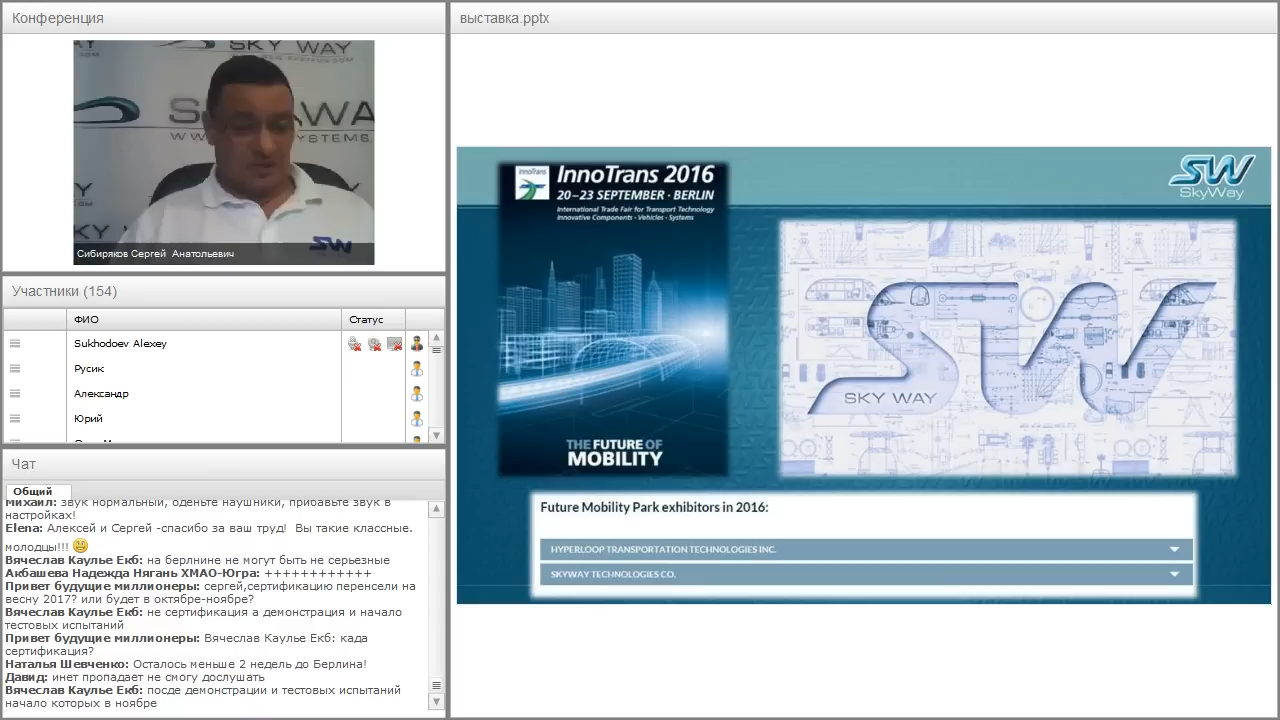 Конференция
SKY WAY
SKYWA
Сибиряков Сергей Анатольевич
Участники (154)
ФИО
Статус
Sukhodoev Alexey
Русик
Александр
Юрий
Чат
Общий
Михаил: звук нормальный, оденьте наушники, прибавьте звук в
настройках!
Elena: Алексей и Сергей -спасибо за ваш труд! Вы такие классные.
молодцы!!!
Вячеслав Каулье Екб: на берлнине не могут быть не серьезные
Акбашева Надежда Нягань ХМАО-Югра: ++++++++++++
Привет будущие миллионеры: сергей,сертификацию перенсели на
весну 2017? или будет в октябре-ноябре?
Вячеслав Каулье Екб: не сертификация а демонстрация и начало
тестовых испытаний
Привет будущие миллионеры: Вячеслав Каулье Екб: када
сертификация?
Наталья Шевченко: Осталось меньше 2 недель до Берлина!
Давид: инет пропадает не смогу дослушать
Вячеслав Каулье Екб: после демонстрации и тестовых испытаний
начало которых в ноябре
выставка.pptx
InnoTrans 2016
20–23 SEPTEMBER · BERLIN
International Trade Fair for Transport Technology
Innovative Components · Vehicles · Systems
THE FUTURE OF
MOBILITY
SW
SkyWay
SW
SKY WAY
Future Mobility Park exhibitors in 2016:
HYPERLOOP TRANSPORTATION TECHNOLOGIES INC.
SKYWAY TECHNOLOGIES CO.